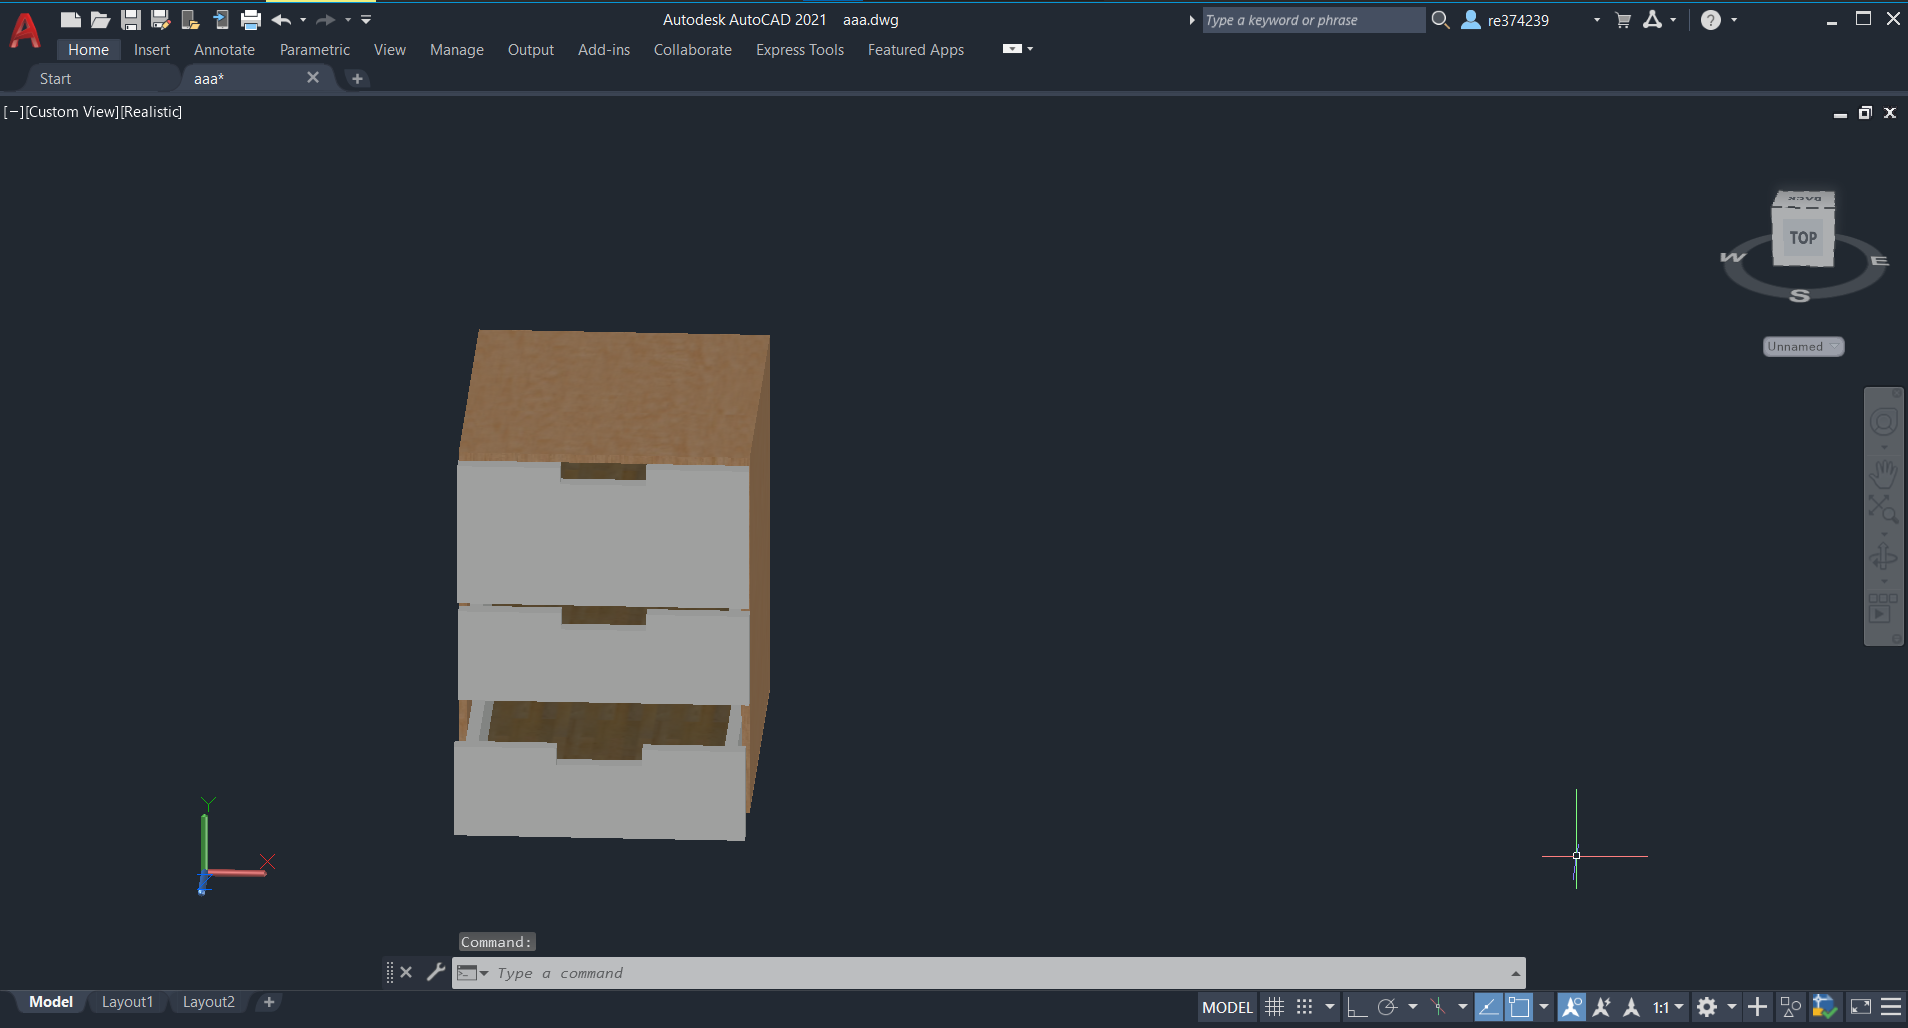 Autodesk AutoCAD 2021 aaa.dwg
Type a keyword or phrase
re374239
Home Insert Annotate Parametric View Manage Output Add-ins Collaborate Express Tools Featured Apps
Start
aaa*
[−][Custom View][Realistic]
BACK
TOP
W
E
S
Unnamed
Y
X
Command:
Type a command
Model Layout1 Layout2
MODEL
1:1